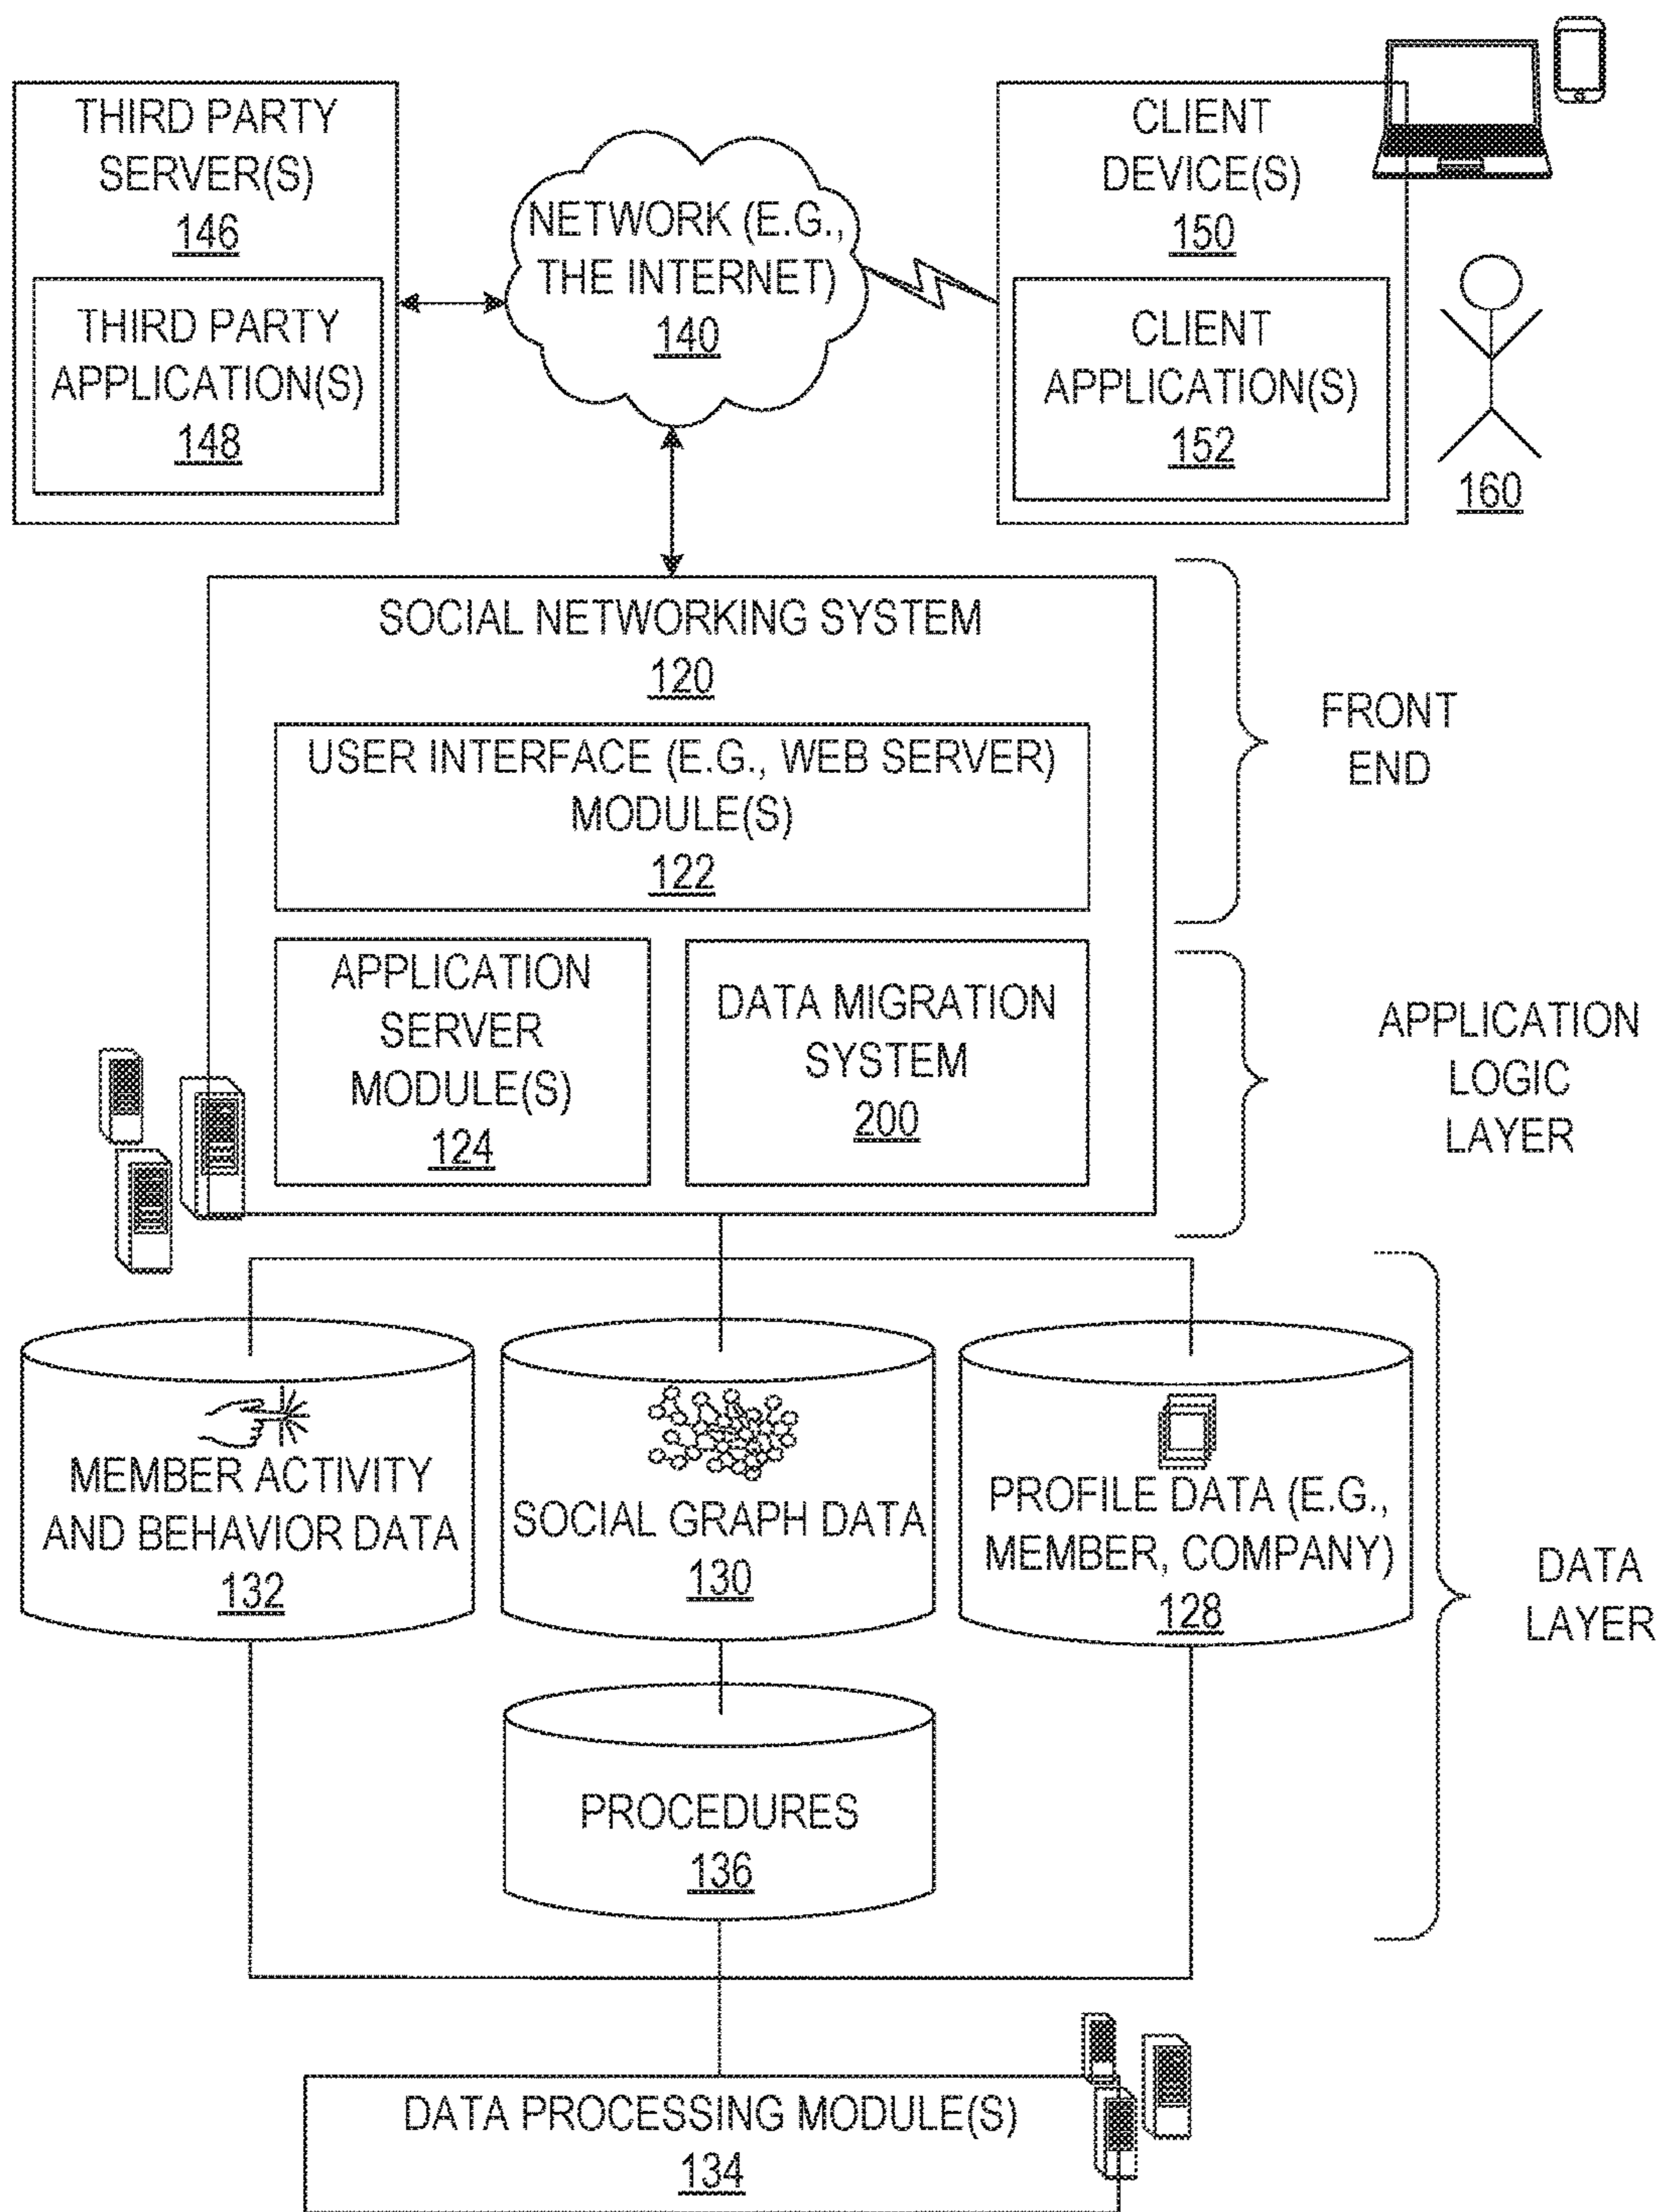 THIRD PARTY
SERVER(S)
146
THIRD PARTY
APPLICATION(S)
148
NETWORK (E.G.,
THE INTERNET)
140
CLIENT
DEVICE(S)
150
CLIENT
APPLICATION(S)
152
160
SOCIAL NETWORKING SYSTEM
120
USER INTERFACE (E.G., WEB SERVER)
MODULE(S)
122
FRONT
END
APPLICATION
SERVER
MODULE(S)
124
DATA MIGRATION
SYSTEM
200
APPLICATION
LOGIC
LAYER
MEMBER ACTIVITY
AND BEHAVIOR DATA
132
SOCIAL GRAPH DATA
130
PROFILE DATA (E.G.,
MEMBER, COMPANY)
128
DATA
LAYER
PROCEDURES
136
DATA PROCESSING MODULE(S)
134